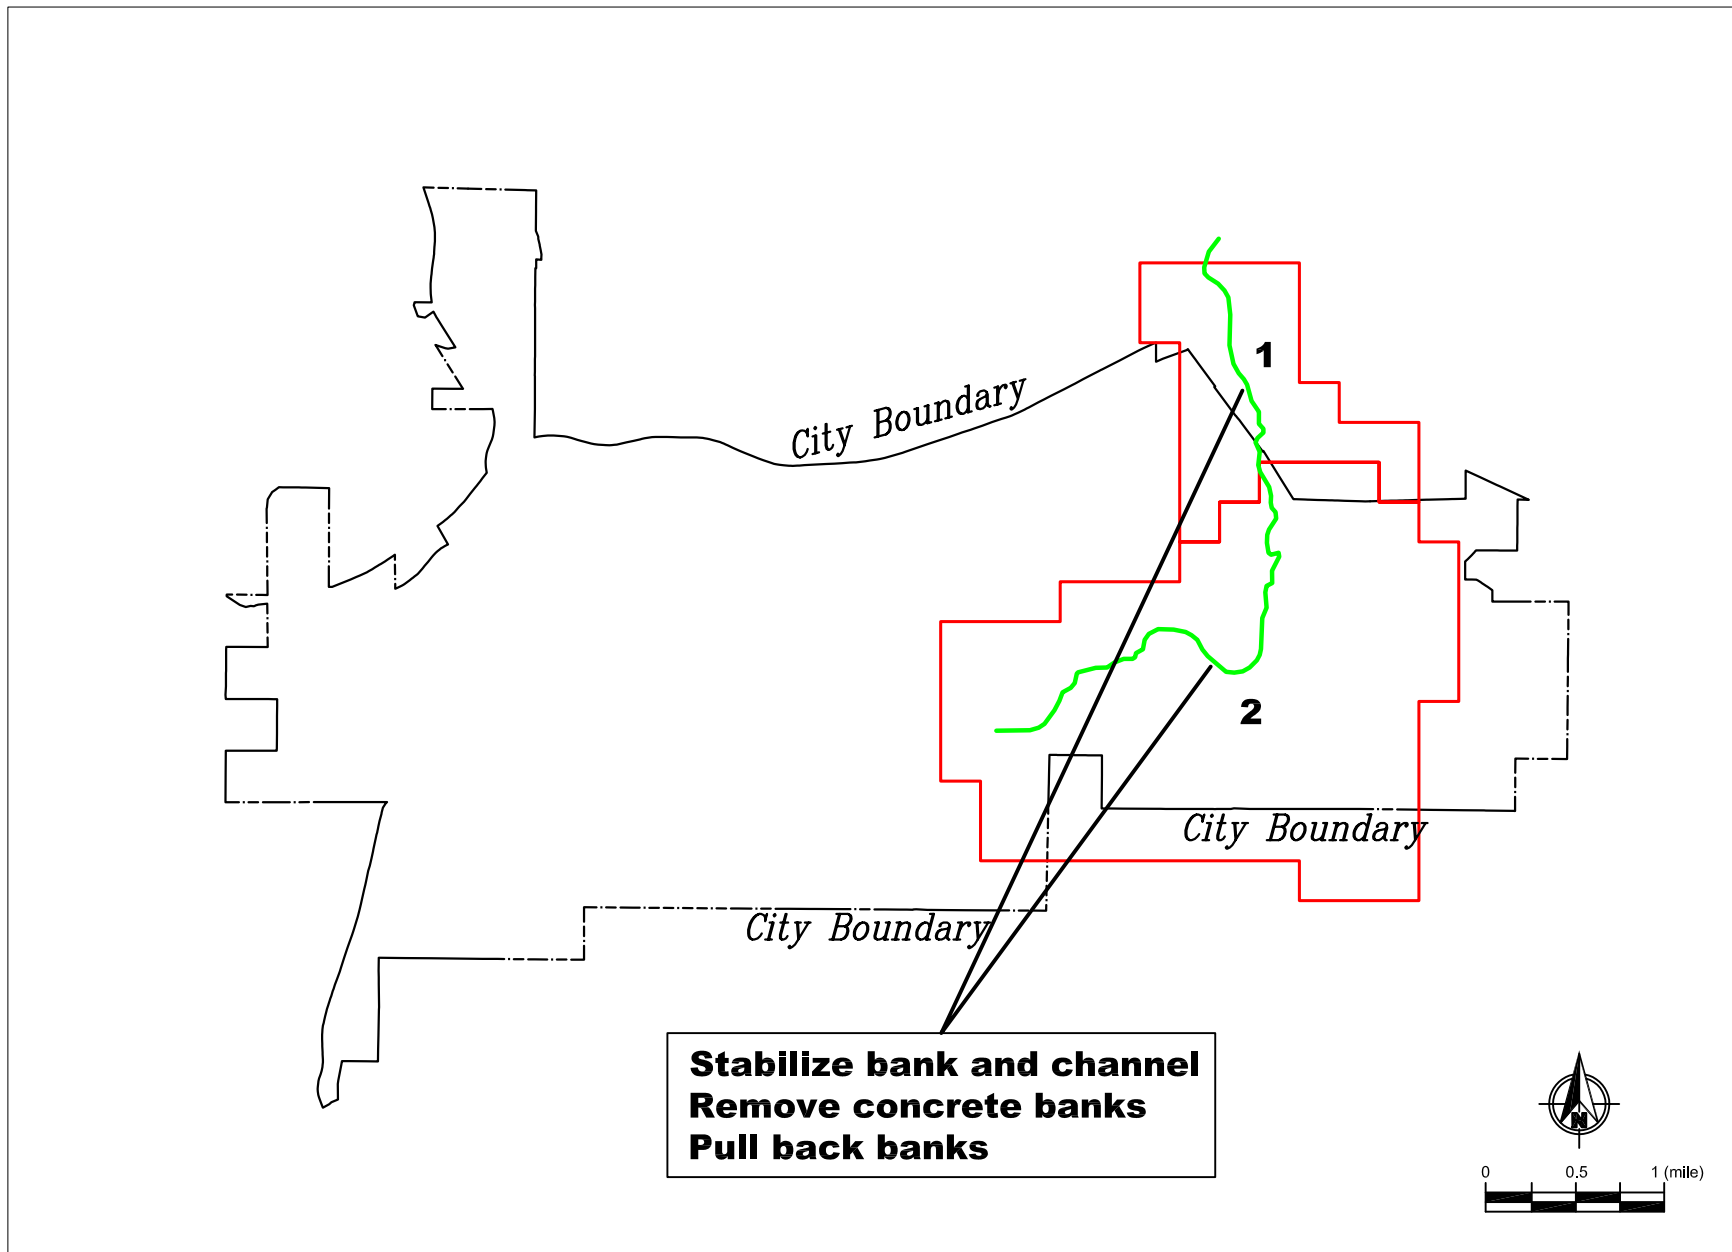 1
City Boundary
2
City Boundary
City Boundary
Stabilize bank and channel
Remove concrete banks
Pull back banks
N
0 0.5 1 (mile)